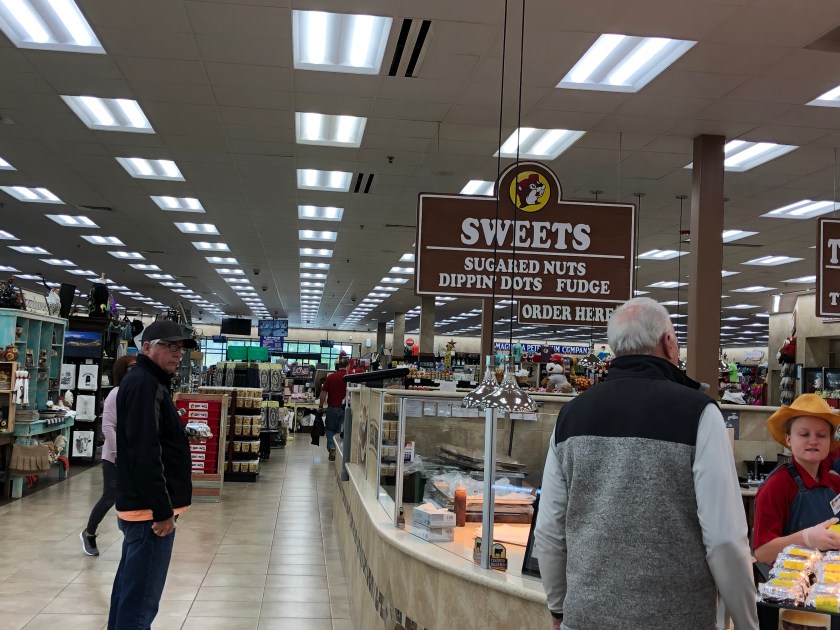 SWEETS
SUGARED NUTS
DIPPIN' DOTS FUDGE
ORDER HERE